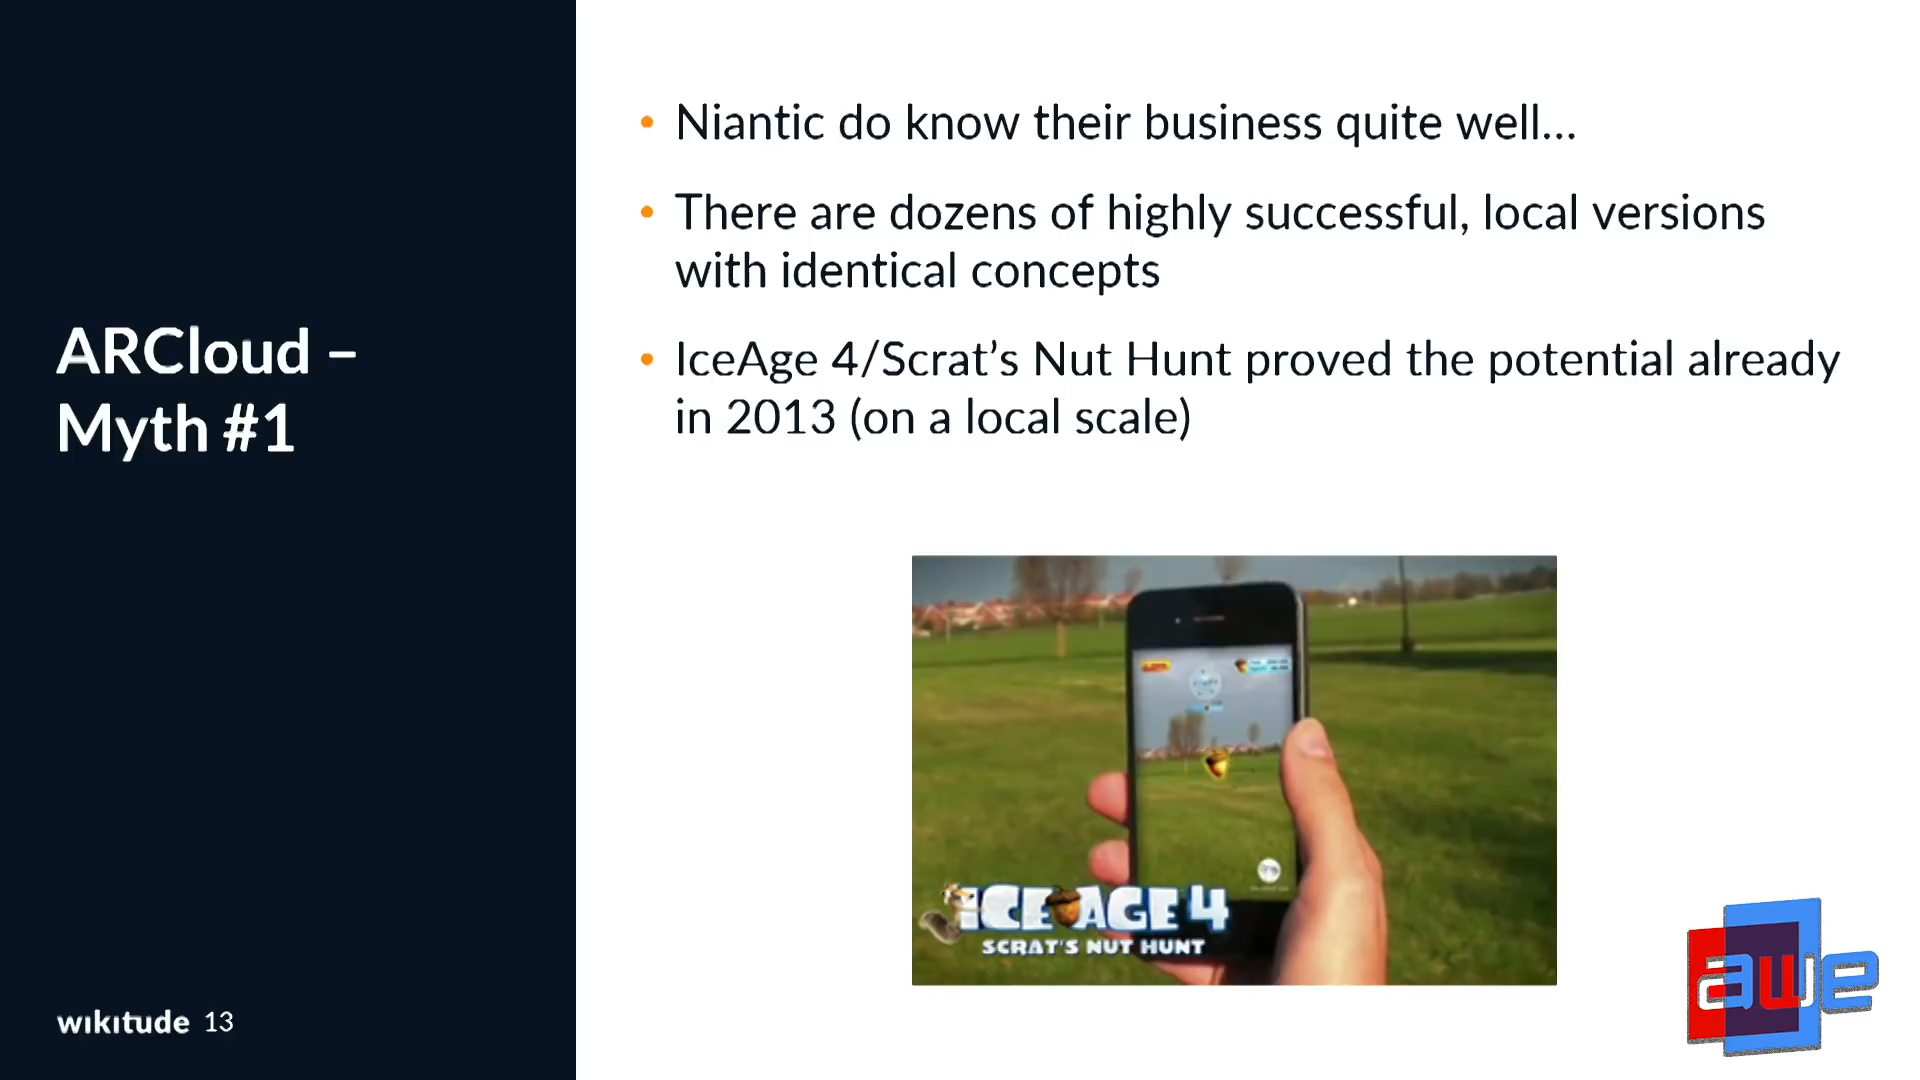 ARCloud –
Myth #1
• Niantic do know their business quite well...
• There are dozens of highly successful, local versions
with identical concepts
• IceAge 4/Scrat’s Nut Hunt proved the potential already
in 2013 (on a local scale)
ICE AGE 4
SCRAT'S NUT HUNT
wikitude 13
awe